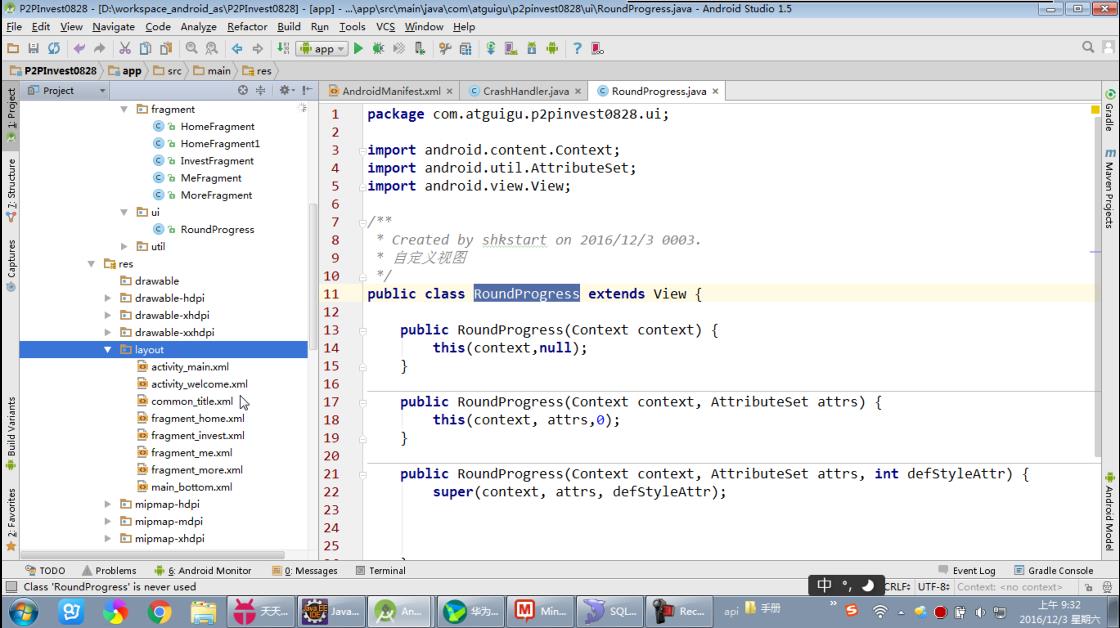 P2PInvest0828 - [D:\workspace_android_as\P2PInvest0828] - [app] - ...\app\src\main\java\com\atguigu\p2pinvest0828\ui\RoundProgress.java - Android Studio 1.5
File Edit View Navigate Code Analyze Refactor Build Run Tools VCS Window Help
app
P2PInvest0828 app src main res
Project
AndroidManifest.xml CrashHandler.java RoundProgress.java
1: Project
7: Structure
Captures
Build Variants
2: Favorites
fragment
HomeFragment
HomeFragment1
InvestFragment
MeFragment
MoreFragment
ui
RoundProgress
util
res
drawable
drawable-hdpi
drawable-xhdpi
drawable-xxhdpi
layout
activity_main.xml
activity_welcome.xml
common_title.xml
fragment_home.xml
fragment_invest.xml
fragment_me.xml
fragment_more.xml
main_bottom.xml
mipmap-hdpi
mipmap-mdpi
mipmap-xhdpi
1 package com.atguigu.p2pinvest0828.ui;
2
3 import android.content.Context;
4 import android.util.AttributeSet;
5 import android.view.View;
6
7 /**
8 * Created by shkstart on 2016/12/3 0003.
9 * 自定义视图
10 */
11 public class RoundProgress extends View {
12
13 public RoundProgress(Context context) {
14 this(context,null);
15 }
16
17 public RoundProgress(Context context, AttributeSet attrs) {
18 this(context, attrs,0);
19 }
20
21 public RoundProgress(Context context, AttributeSet attrs, int defStyleAttr) {
22 super(context, attrs, defStyleAttr);
23
24
25
Gradle
Maven Projects
Android Model
TODO Problems 6: Android Monitor 0: Messages Terminal Event Log Gradle Console
Class 'RoundProgress' is never used
中 °,
CRLF÷ UTF-8÷ Context: <no context>
天天... Java... An... 华为... Min... SQL... Rec... api 手册
上午 9:32
2016/12/3 星期六